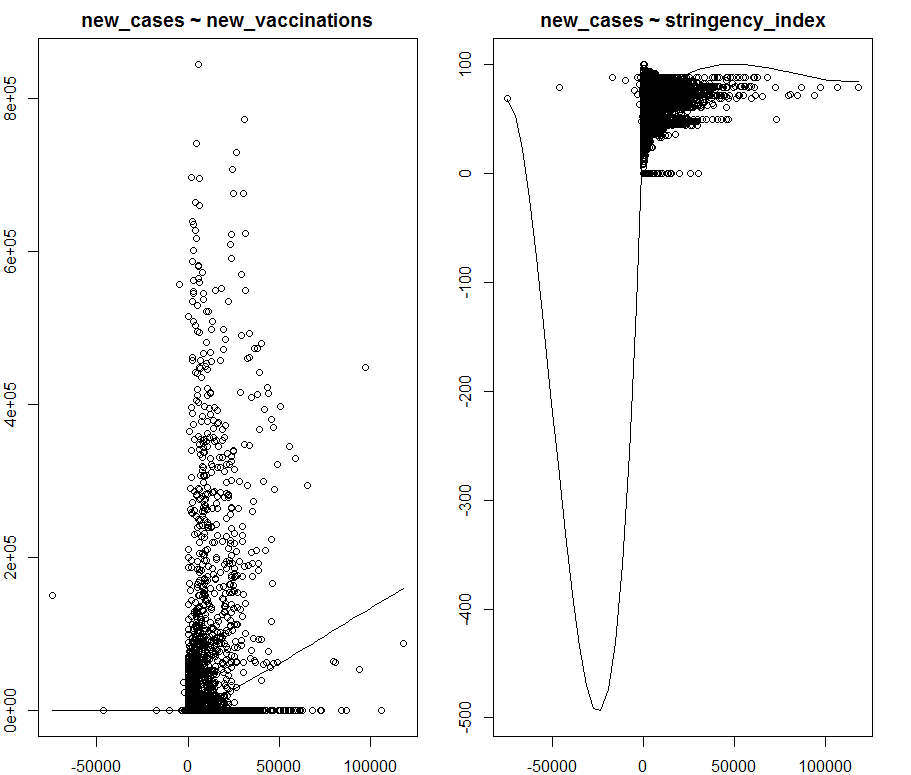 new_cases ~ new_vaccinations
0e+00 2e+05 4e+05 6e+05 8e+05
-50000 0 50000 100000
new_cases ~ stringency_index
-500 -400 -300 -200 -100 0 100
-50000 0 50000 100000